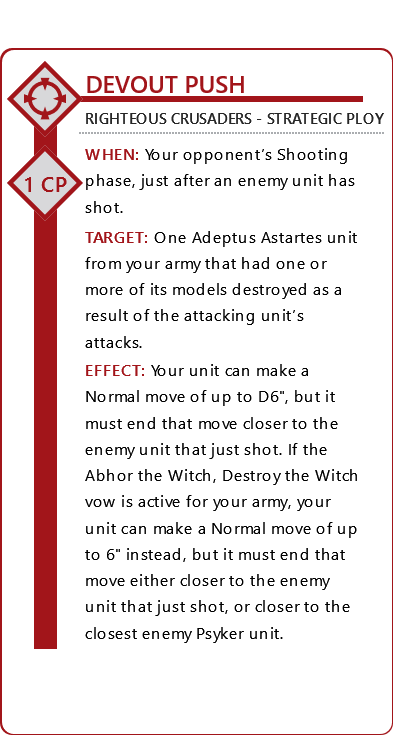 DEVOUT PUSH
RIGHTEOUS CRUSADERS - STRATEGIC PLOY
1 CP
WHEN: Your opponent's Shooting
phase, just after an enemy unit has
shot.
TARGET: One Adeptus Astartes unit
from your army that had one or
more of its models destroyed as a
result of the attacking unit's
attacks.
EFFECT: Your unit can make a
Normal move of up to D6", but it
must end that move closer to the
enemy unit that just shot. If the
Abhor the Witch, Destroy the Witch
vow is active for your army, your
unit can make a Normal move of up
to 6" instead, but it must end that
move either closer to the enemy
unit that just shot, or closer to the
closest enemy Psyker unit.